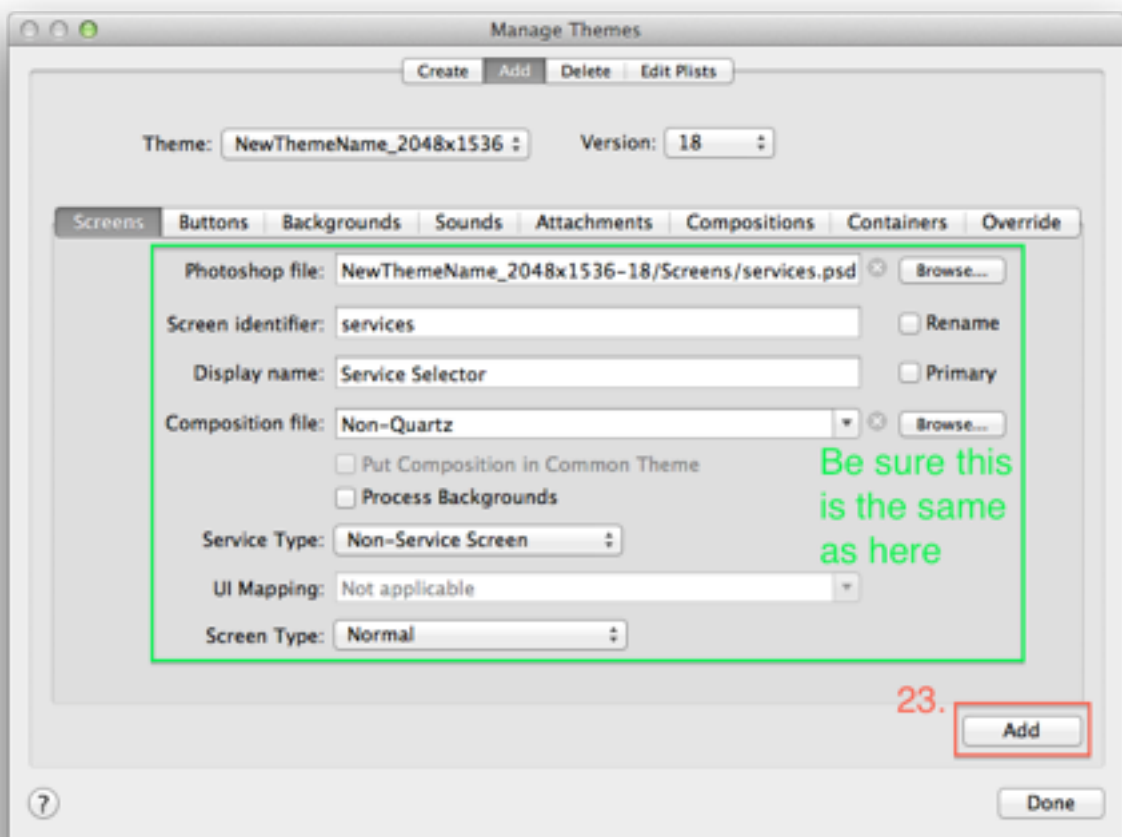 Manage Themes
Create Add Delete Edit Plists
Theme: NewThemeName_2048x1536 Version: 18
Screens Buttons Backgrounds Sounds Attachments Compositions Containers Override
Photoshop file: NewThemeName_2048x1536-18/Screens/services.psd Browse...
Screen identifier: services Rename
Display name: Service Selector Primary
Composition file: Non-Quartz Browse...
Put Composition in Common Theme
Process Backgrounds
Be sure this
is the same
as here
Service Type: Non-Service Screen
UI Mapping: Not applicable
Screen Type: Normal
23.
Add
? Done